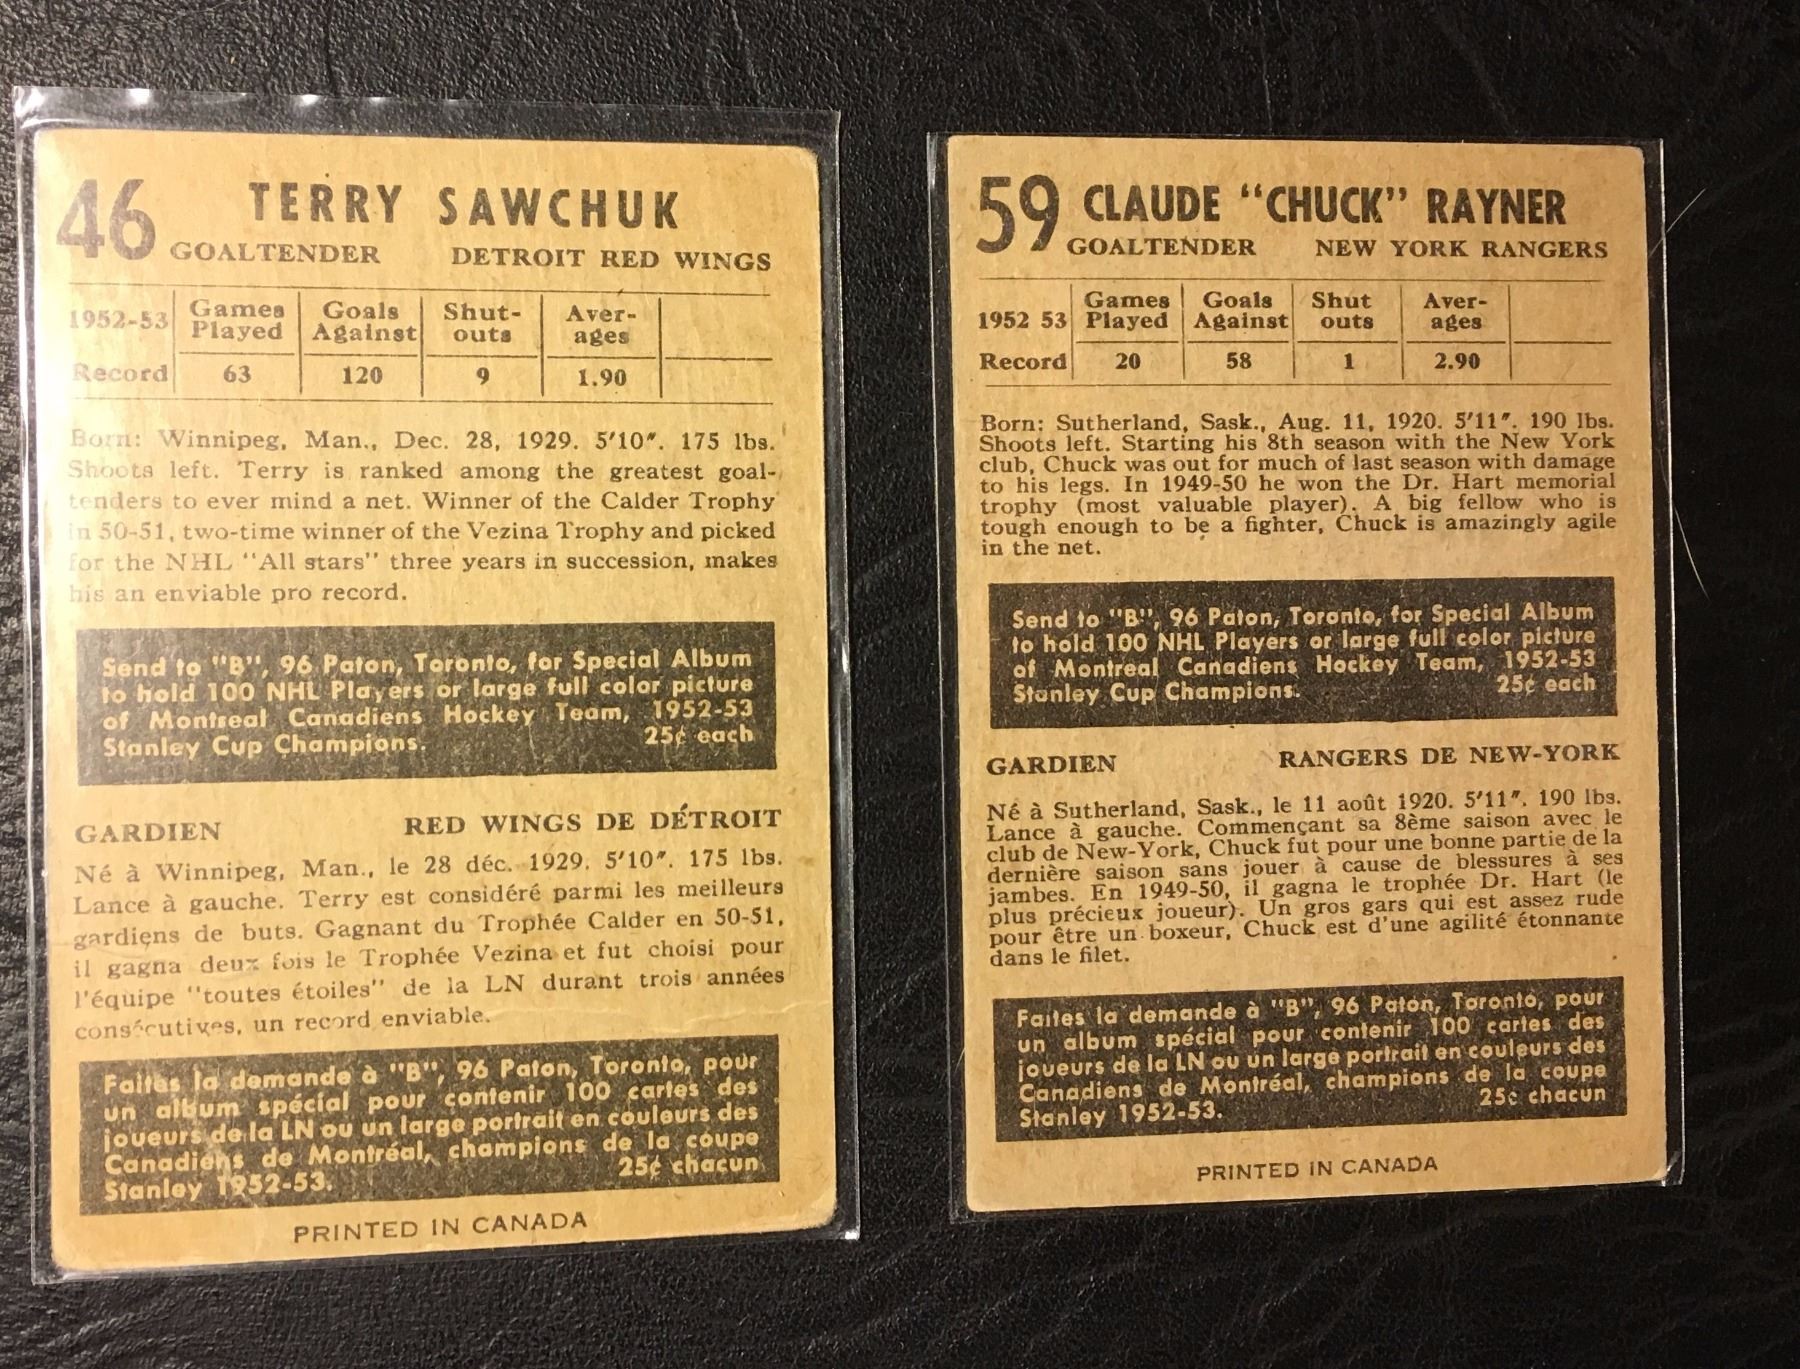 46 TERRY SAWCHUK
GOALTENDER DETROIT RED WINGS
1952-53 Games Played Goals Against Shut-outs Aver-ages
Record 63 120 9 1.90
Born: Winnipeg, Man., Dec. 28, 1929. 5'10". 175 lbs.
Shoots left. Terry is ranked among the greatest goal-
tenders to ever mind a net. Winner of the Calder Trophy
in 50-51, two-time winner of the Vezina Trophy and picked
for the NHL "All stars" three years in succession, makes
his an enviable pro record.
Send to "B", 96 Paton, Toronto, for Special Album
to hold 100 NHL Players or large full color picture
of Montreal Canadiens Hockey Team, 1952-53
Stanley Cup Champions. 25¢ each
GARDIEN RED WINGS DE DÉTROIT
Né à Winnipeg, Man., le 28 déc. 1929. 5'10". 175 lbs.
Lance à gauche. Terry est considéré parmi les meilleurs
gardiens de buts. Gagnant du Trophée Calder en 50-51,
il gagna deux fois le Trophée Vezina et fut choisi pour
l'équipe "toutes étoiles" de la LN durant trois années
consécutives, un record enviable.
Faites la demande à "B", 96 Paton, Toronto, pour
un album spécial pour contenir 100 cartes des
joueurs de la LN ou un large portrait en couleurs des
Canadiens de Montréal, champions de la coupe
Stanley 1952-53. 25¢ chacun
PRINTED IN CANADA
59 CLAUDE "CHUCK" RAYNER
GOALTENDER NEW YORK RANGERS
1952 53 Games Played Goals Against Shut outs Aver-ages
Record 20 58 1 2.90
Born: Sutherland, Sask., Aug. 11, 1920. 5'11". 190 lbs.
Shoots left. Starting his 8th season with the New York
club, Chuck was out for much of last season with damage
to his legs. In 1949-50 he won the Dr. Hart memorial
trophy (most valuable player). A big fellow who is
tough enough to be a fighter, Chuck is amazingly agile
in the net.
Send to "B", 96 Paton, Toronto, for Special Album
to hold 100 NHL Players or large full color picture
of Montreal Canadiens Hockey Team, 1952-53
Stanley Cup Champions. 25¢ each
GARDIEN RANGERS DE NEW-YORK
Né à Sutherland, Sask., le 11 août 1920. 5'11". 190 lbs.
Lance à gauche. Commençant sa 8ème saison avec le
club de New-York, Chuck fut pour une bonne partie de la
dernière saison sans jouer à cause de blessures à ses
jambes. En 1949-50, il gagna le trophée Dr. Hart (le
plus précieux joueur). Un gros gars qui est assez rude
pour être un boxeur, Chuck est d'une agilité étonnante
dans le filet.
Faites la demande à "B", 96 Paton, Toronto, pour
un album spécial pour contenir 100 cartes des
joueurs de la LN ou un large portrait en couleurs des
Canadiens de Montréal, champions de la coupe
Stanley 1952-53. 25¢ chacun
PRINTED IN CANADA